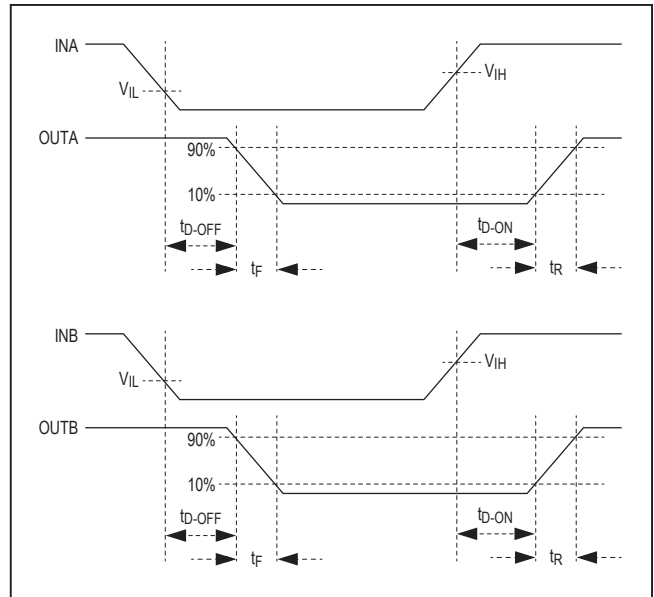 INA
VIL
VIH
OUTA
90%
10%
tD-OFF
tD-ON
tF
tR
INB
VIL
VIH
OUTB
90%
10%
tD-OFF
tD-ON
tF
tR